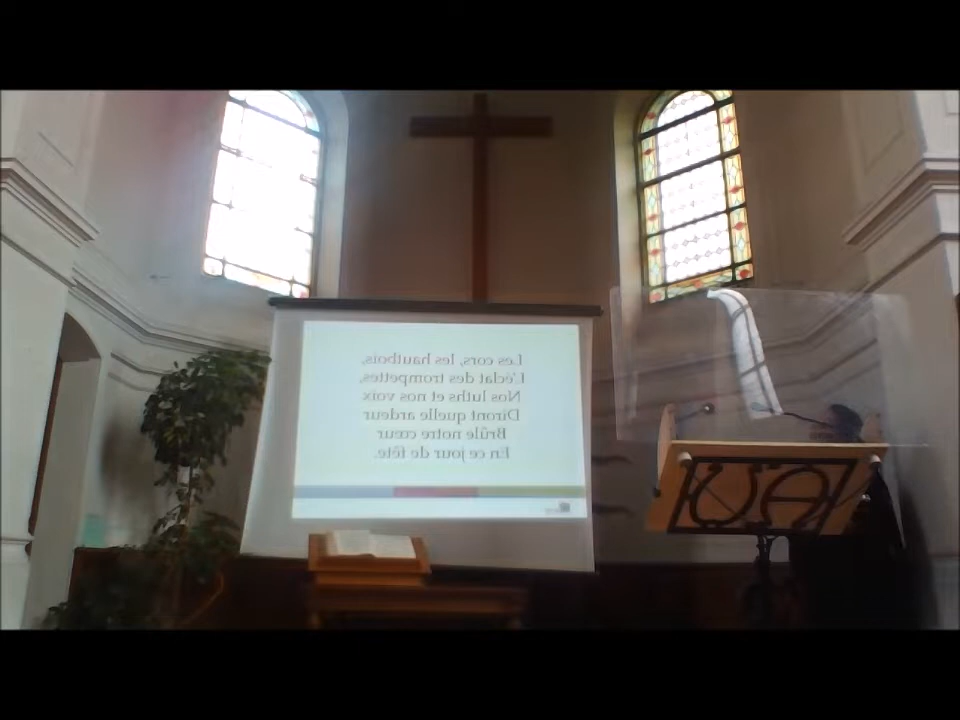 Les cors, les hautbois,
L'éclat des trompettes,
Nos luths et nos voix
Diront quelle ardeur
Brûle notre cœur
En ce jour de fête.